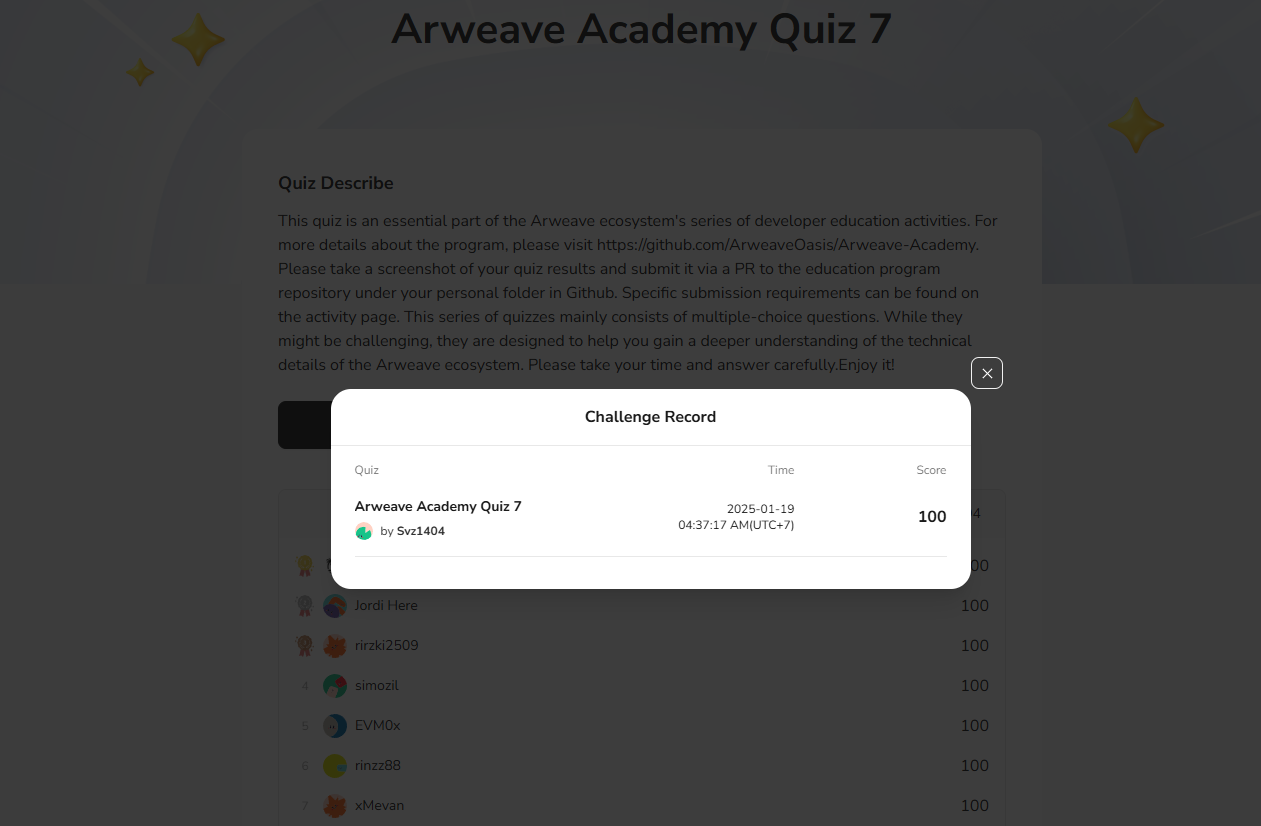 Arweave Academy Quiz 7
Quiz Describe
This quiz is an essential part of the Arweave ecosystem's series of developer education activities. For
more details about the program, please visit https://github.com/ArweaveOasis/Arweave-Academy.
Please take a screenshot of your quiz results and submit it via a PR to the education program
repository under your personal folder in Github. Specific submission requirements can be found on
the activity page. This series of quizzes mainly consists of multiple-choice questions. While they
might be challenging, they are designed to help you gain a deeper understanding of the technical
details of the Arweave ecosystem. Please take your time and answer carefully.Enjoy it!
Challenge Record
Quiz Time Score
Arweave Academy Quiz 7
by Svz1404
2025-01-19
04:37:17 AM(UTC+7)
100
Jordi Here 100
rirzki2509 100
4 simozil 100
5 EVM0x 100
6 rinzz88 100
7 xMevan 100